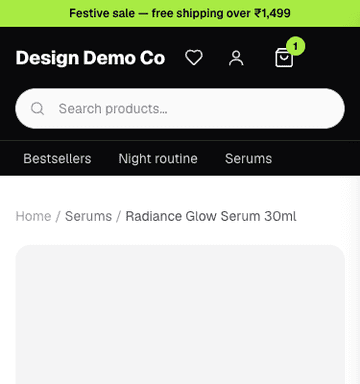 Festive sale — free shipping over ₹1,499
Design Demo Co
1
Search products...
Bestsellers Night routine Serums
Home / Serums / Radiance Glow Serum 30ml